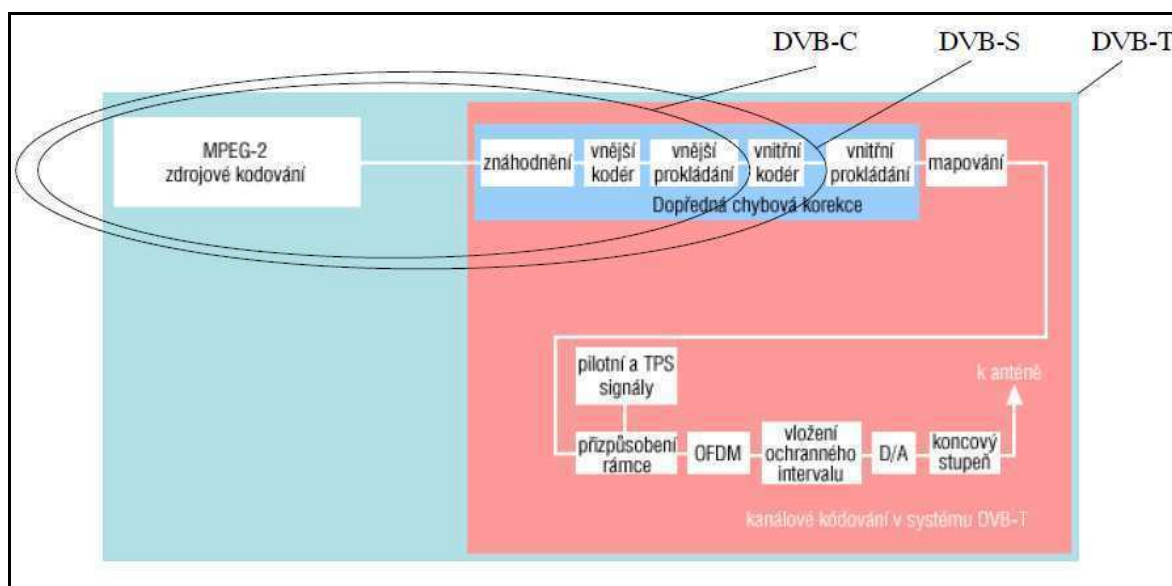 DVB-C
DVB-S
DVB-T
MPEG-2
zdrojové kodování
znáhodnění
vnější
kodér
vnější
prokládání
vnitřní
kodér
vnitřní
prokládání
mapování
Dopředná chybová korekce
pilotní a TPS
signály
k anténě
přizpůsobení
rámce
OFDM
vložení
ochranného
intervalu
D/A
koncový
stupeň
kanálové kódování v systému DVB-T